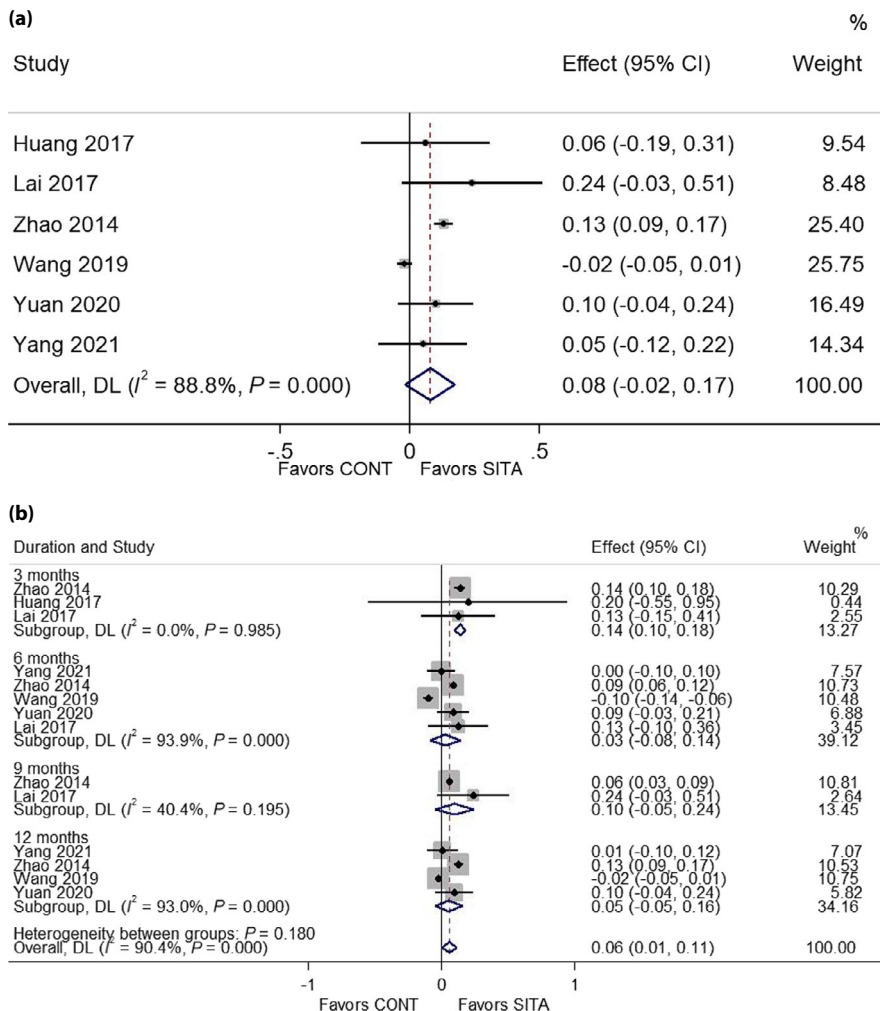 (a)
%
Study Effect (95% CI) Weight
Huang 2017 0.06 (-0.19, 0.31) 9.54
Lai 2017 0.24 (-0.03, 0.51) 8.48
Zhao 2014 0.13 (0.09, 0.17) 25.40
Wang 2019 -0.02 (-0.05, 0.01) 25.75
Yuan 2020 0.10 (-0.04, 0.24) 16.49
Yang 2021 0.05 (-0.12, 0.22) 14.34
Overall, DL (I² = 88.8%, P = 0.000) 0.08 (-0.02, 0.17) 100.00
-.5 0 .5
Favors CONT Favors SITA
(b)
%
Duration and Study Effect (95% CI) Weight
3 months
Zhao 2014 0.14 (0.10, 0.18) 10.29
Huang 2017 0.20 (-0.55, 0.95) 0.44
Lai 2017 0.13 (-0.15, 0.41) 2.55
Subgroup, DL (I² = 0.0%, P = 0.985) 0.14 (0.10, 0.18) 13.27
6 months
Yang 2021 0.00 (-0.10, 0.10) 7.57
Zhao 2014 0.09 (0.06, 0.12) 10.73
Wang 2019 -0.10 (-0.14, -0.06) 10.48
Yuan 2020 0.09 (-0.03, 0.21) 6.88
Lai 2017 0.13 (-0.10, 0.36) 3.45
Subgroup, DL (I² = 93.9%, P = 0.000) 0.03 (-0.08, 0.14) 39.12
9 months
Zhao 2014 0.06 (0.03, 0.09) 10.81
Lai 2017 0.24 (-0.03, 0.51) 2.64
Subgroup, DL (I² = 40.4%, P = 0.195) 0.10 (-0.05, 0.24) 13.45
12 months
Yang 2021 0.01 (-0.10, 0.12) 7.07
Zhao 2014 0.13 (0.09, 0.17) 10.53
Wang 2019 -0.02 (-0.05, 0.01) 10.75
Yuan 2020 0.10 (-0.04, 0.24) 5.82
Subgroup, DL (I² = 93.0%, P = 0.000) 0.05 (-0.05, 0.16) 34.16
Heterogeneity between groups: P = 0.180
Overall, DL (I² = 90.4%, P = 0.000) 0.06 (0.01, 0.11) 100.00
-1 0 1
Favors CONT Favors SITA